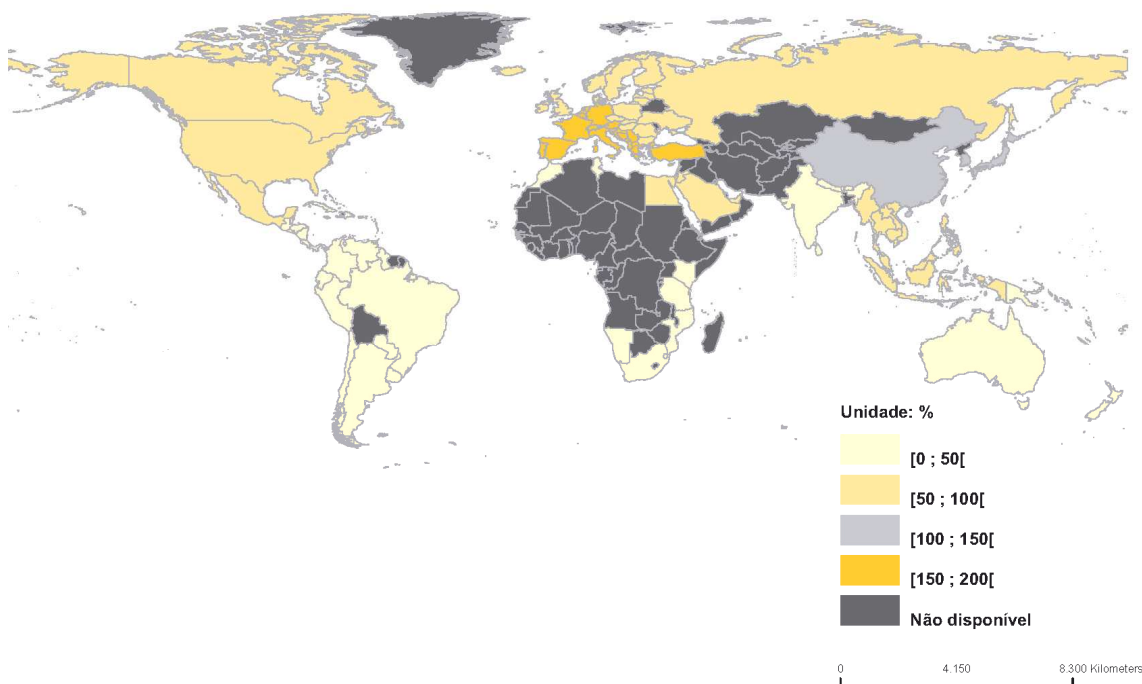 Unidade: %
[0 ; 50[
[50 ; 100[
[100 ; 150[
[150 ; 200[
Não disponível
0 4.150 8.300 Kilometers